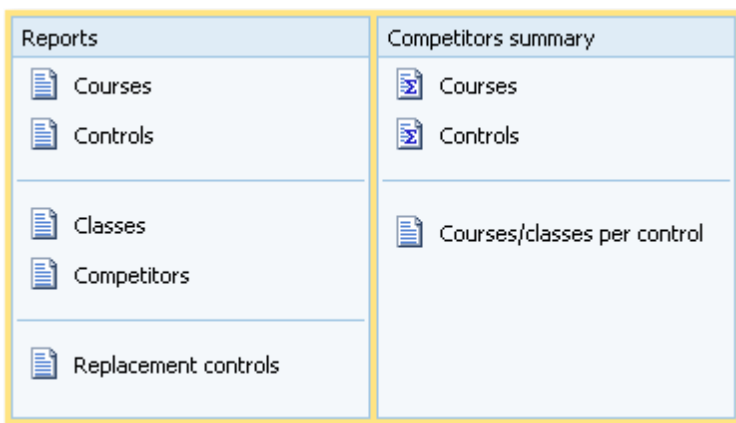 Reports
Courses
Controls
Classes
Competitors
Replacement controls
Competitors summary
Courses
Controls
Courses/classes per control